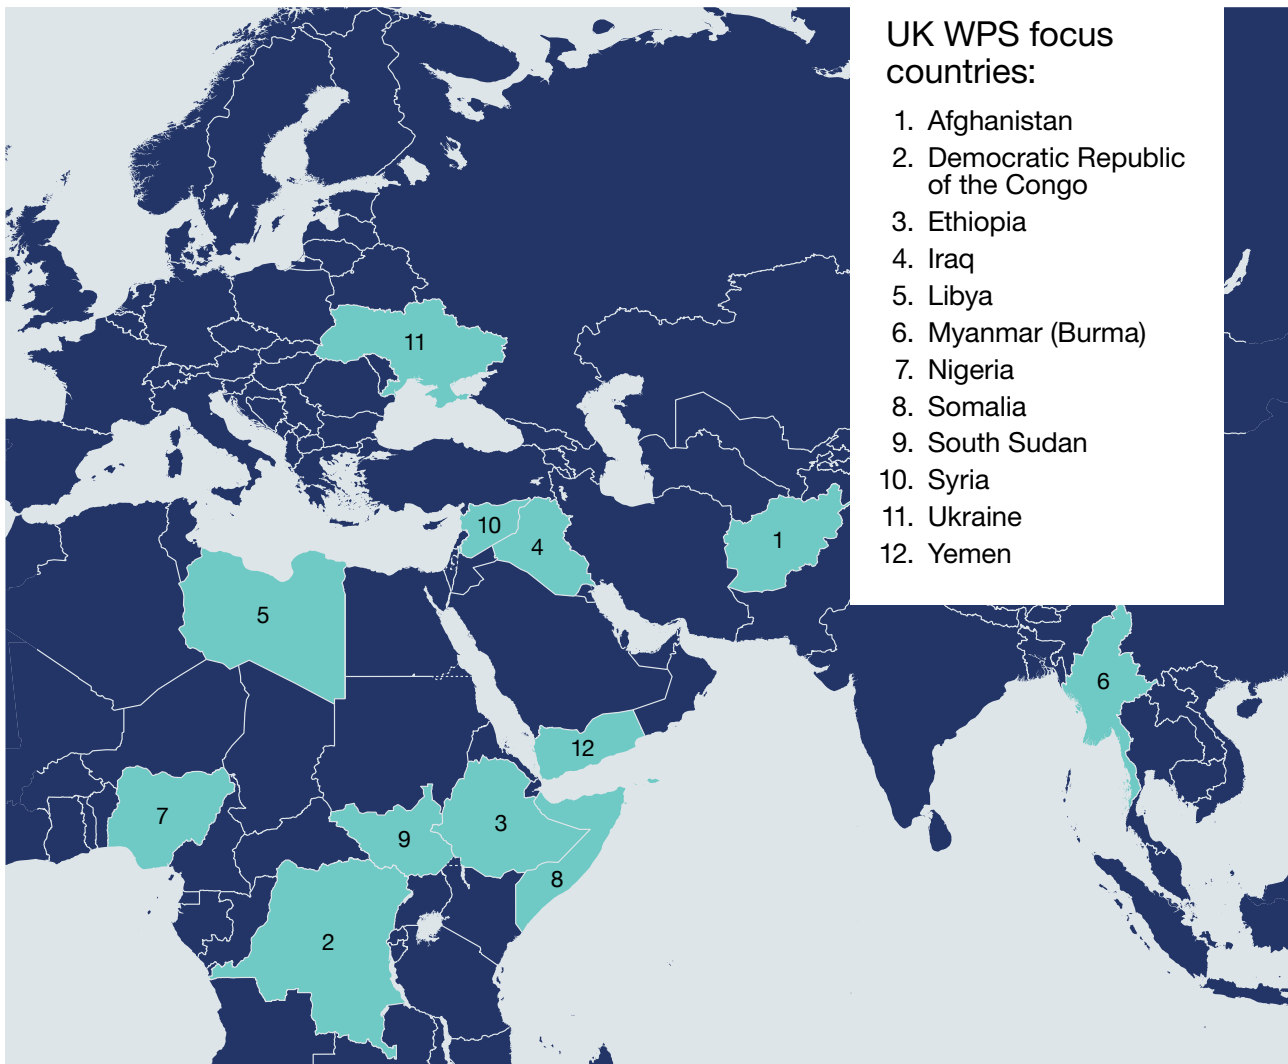 UK WPS focus
countries:
1. Afghanistan
2. Democratic Republic
of the Congo
3. Ethiopia
4. Iraq
5. Libya
6. Myanmar (Burma)
7. Nigeria
8. Somalia
9. South Sudan
10. Syria
11. Ukraine
12. Yemen
11
10
4
1
5
6
12
7
3
9
8
2